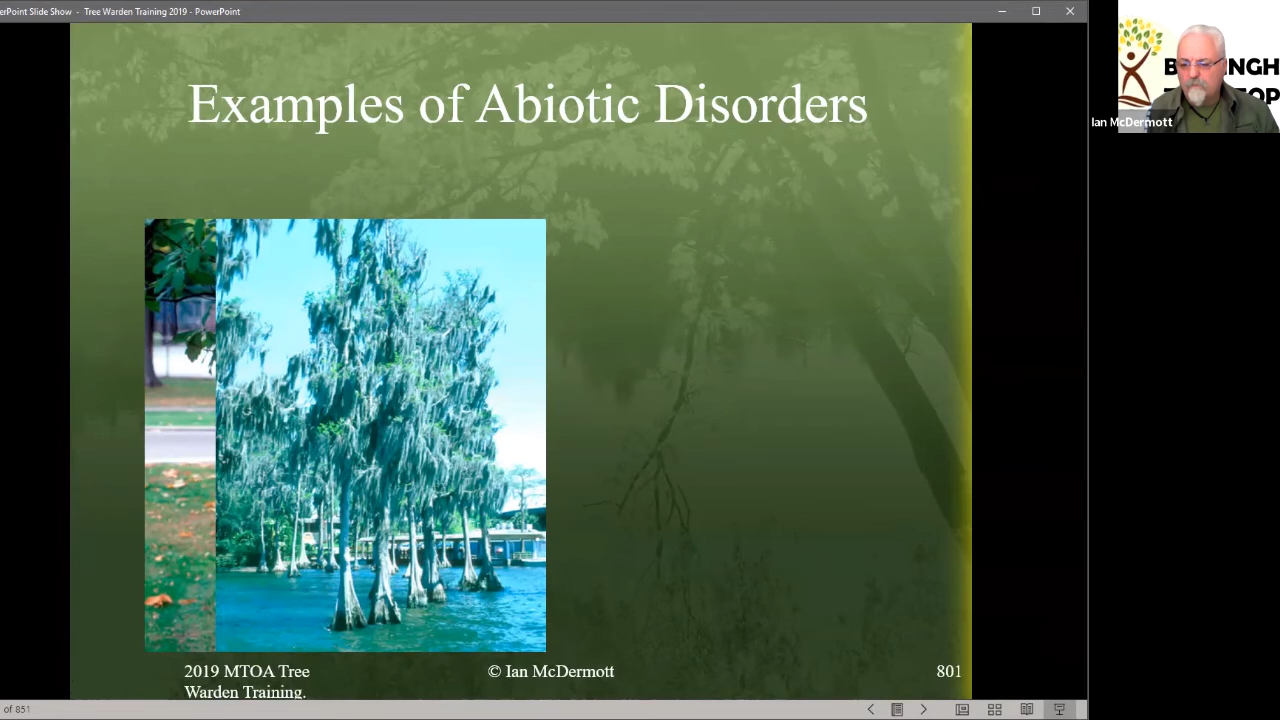 PowerPoint Slide Show - Tree Warden Training 2019 - PowerPoint
Examples of Abiotic Disorders
2019 MTOA Tree
Warden Training.
© Ian McDermott
801
of 851
Ian McDermott